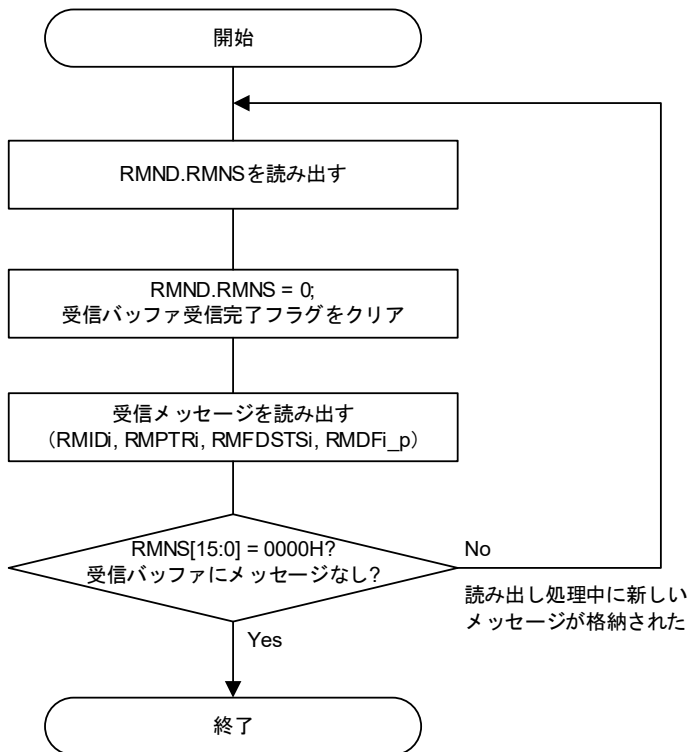 開始
RMND.RMNSを読み出す
RMND.RMNS = 0;
受信バッファ受信完了フラグをクリア
受信メッセージを読み出す
（RMIDi, RMPTRi, RMFDSTSi, RMDFi_p）
RMNS[15:0] = 0000H?
受信バッファにメッセージなし?
No
読み出し処理中に新しい
メッセージが格納された
Yes
終了